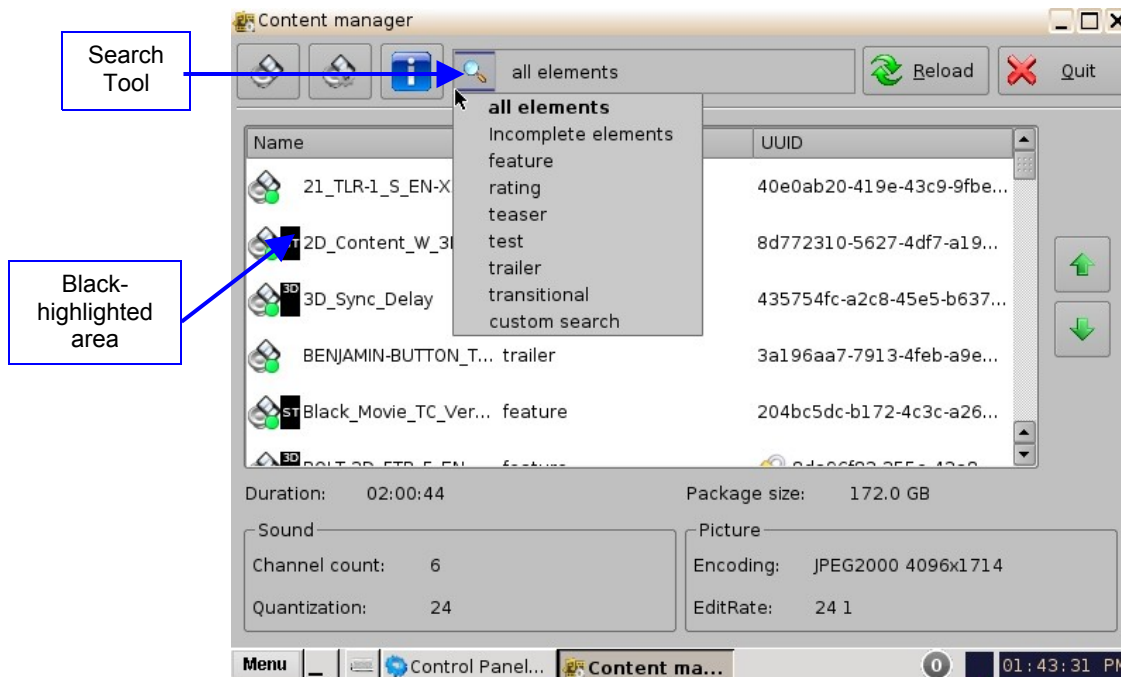 Content manager
Search
Tool
all elements
Reload
Quit
all elements
Incomplete elements
feature
rating
teaser
test
trailer
transitional
custom search
Name
UUID
21_TLR-1_S_EN-X
40e0ab20-419e-43c9-9fbe...
2D_Content_W_3
8d772310-5627-4df7-a19...
Black-
highlighted
area
3D
3D_Sync_Delay
435754fc-a2c8-45e5-b637...
BENJAMIN-BUTTON_T... trailer
3a196aa7-7913-4feb-a9e...
ST Black_Movie_TC_Ver... feature
204bc5dc-b172-4c3c-a26...
3D
Duration: 02:00:44
Package size: 172.0 GB
Sound
Channel count: 6
Quantization: 24
Picture
Encoding: JPEG2000 4096x1714
EditRate: 24 1
Menu
Control Panel...
Content ma...
0
01:43:31 PM